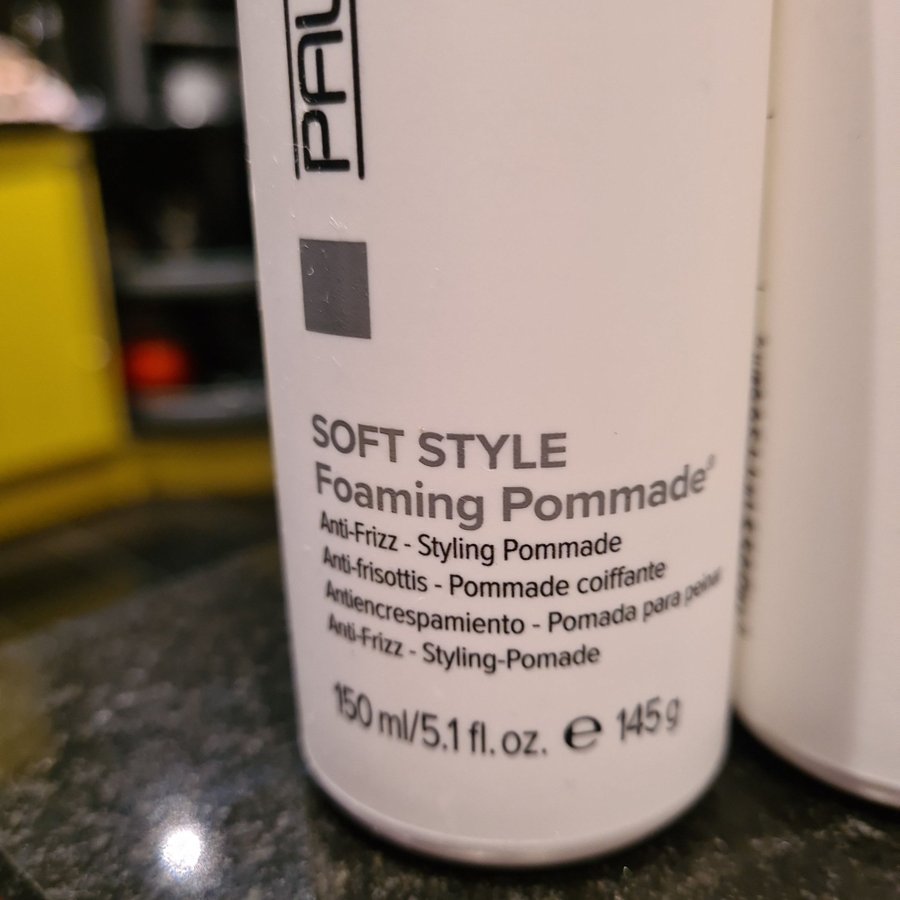 PAU
SOFT STYLE
Foaming Pommade®
Anti-Frizz - Styling Pommade
Anti-frisottis - Pommade coiffante
Antiencrespamiento - Pomada para peinar
Anti-Frizz - Styling-Pomade
150 ml/5.1 fl. oz. ℮ 145 g